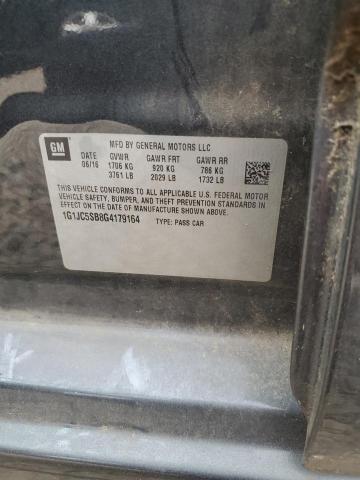 GM
MFD BY GENERAL MOTORS LLC
DATE GVWR GAWR FRT GAWR RR
06/16 1706 KG 920 KG 786 KG
3761 LB 2029 LB 1732 LB
THIS VEHICLE CONFORMS TO ALL APPLICABLE U.S. FEDERAL MOTOR
VEHICLE SAFETY, BUMPER, AND THEFT PREVENTION STANDARDS IN
EFFECT ON THE DATE OF MANUFACTURE SHOWN ABOVE.
1G1JC5SB8G4179164 TYPE: PASS CAR